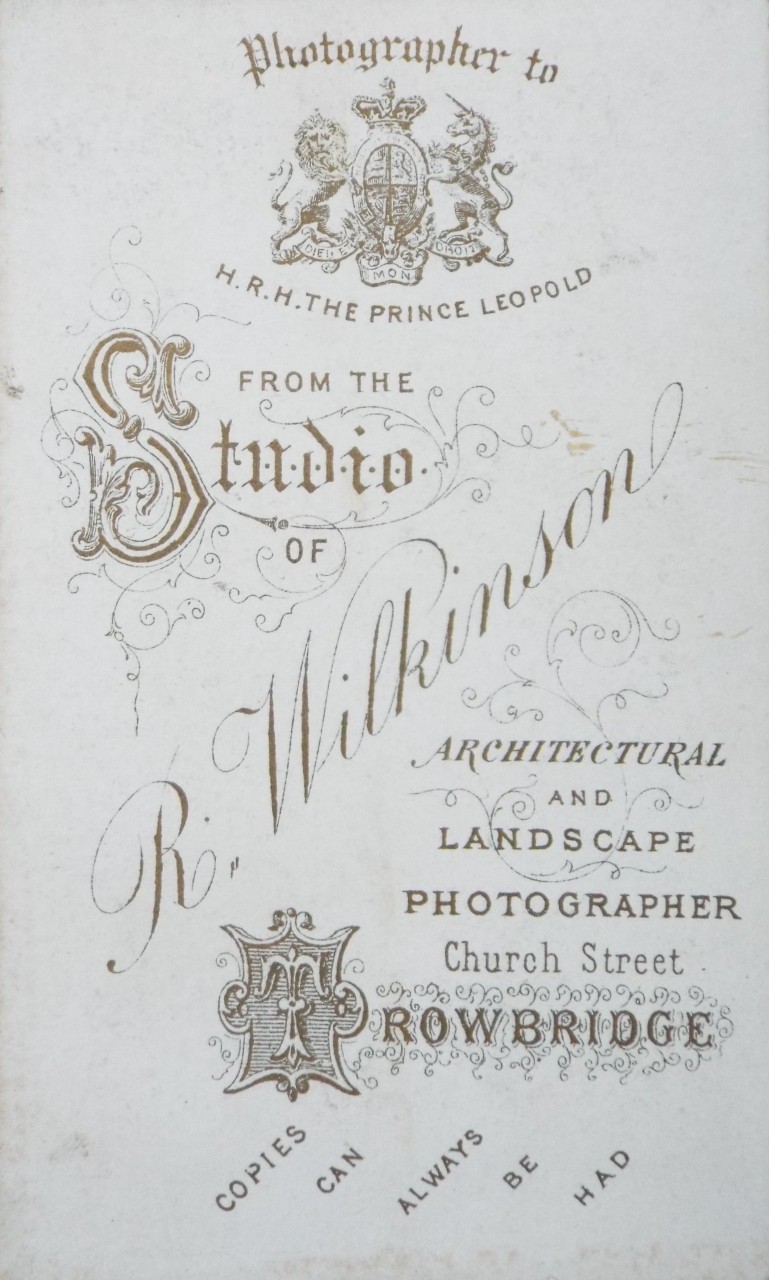 Photographer to
DIEU ET
DROIT
MON
H.R.H. THE PRINCE LEOPOLD
FROM THE
Studio
OF
R. Wilkinson
ARCHITECTURAL
AND
LANDSCAPE
PHOTOGRAPHER
Church Street
TROWBRIDGE
COPIES CAN ALWAYS BE HAD